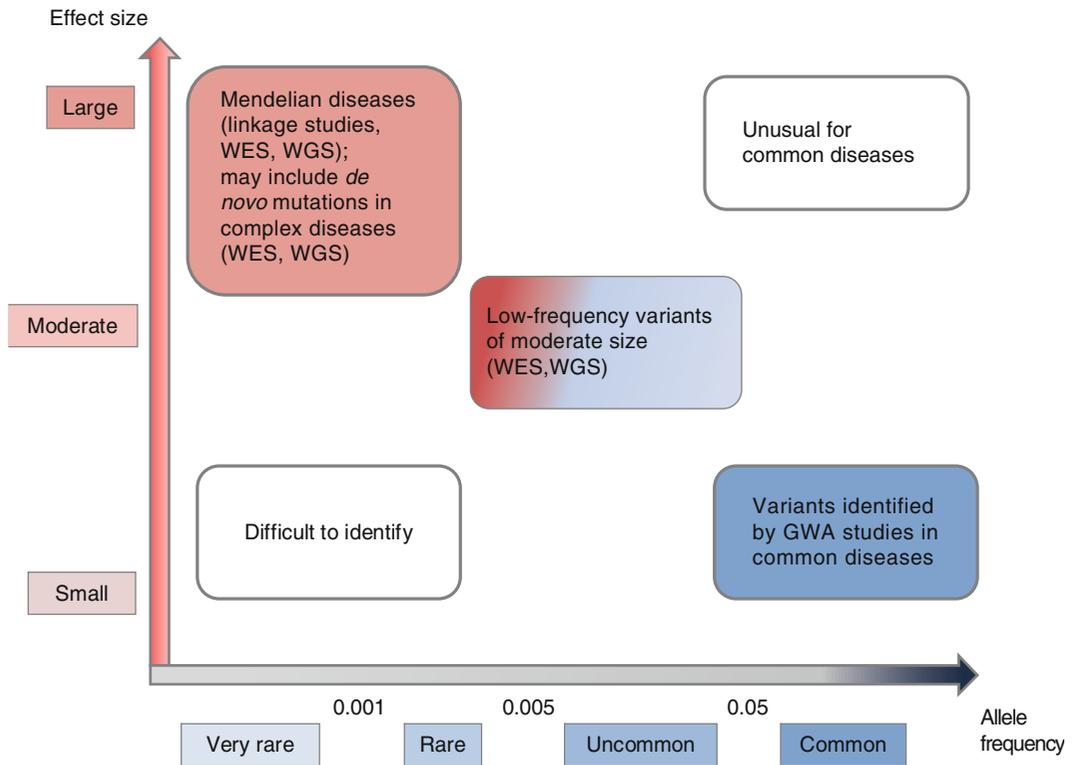 Effect size
Large
Mendelian diseases
(linkage studies,
WES, WGS);
may include de
novo mutations in
complex diseases
(WES, WGS)
Unusual for
common diseases
Moderate
Low-frequency variants
of moderate size
(WES,WGS)
Difficult to identify
Variants identified
by GWA studies in
common diseases
Small
0.001
0.005
0.05
Very rare
Rare
Uncommon
Common
Allele
frequency